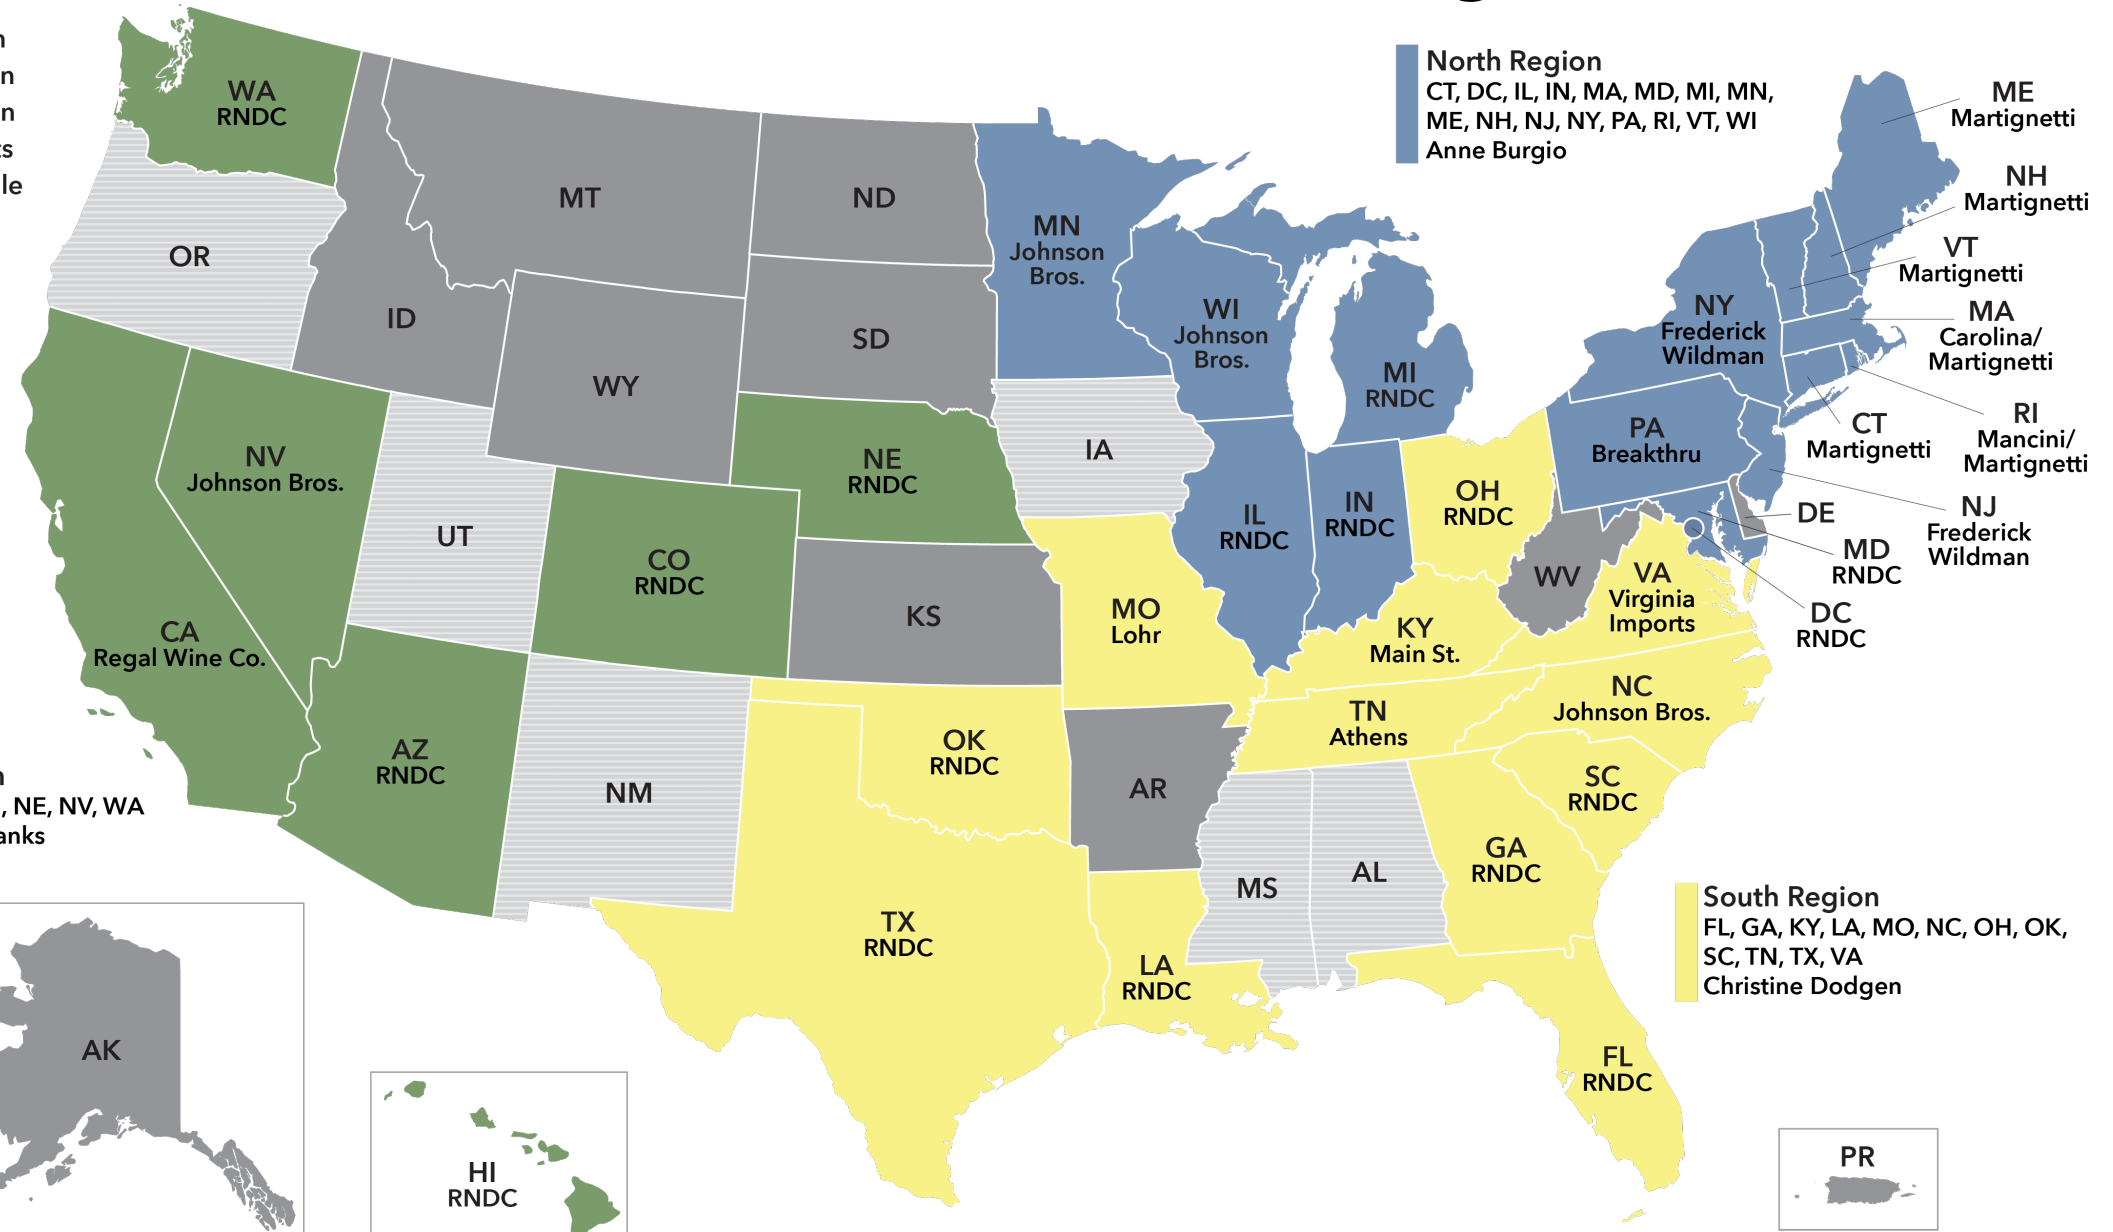 WA
RNDC
OR
CA
Regal Wine Co.
NV
Johnson Bros.
ID
MT
WY
UT
AZ
RNDC
CO
RNDC
NM
ND
SD
NE
RNDC
KS
OK
RNDC
TX
RNDC
MN
Johnson
Bros.
IA
MO
Lohr
AR
LA
RNDC
WI
Johnson
Bros.
IL
RNDC
MI
RNDC
IN
RNDC
OH
RNDC
KY
Main St.
TN
Athens
MS
AL
GA
RNDC
FL
RNDC
SC
RNDC
NC
Johnson Bros.
VA
Virginia
Imports
WV
PA
Breakthru
NY
Frederick
Wildman
North Region
CT, DC, IL, IN, MA, MD, MI, MN,
ME, NH, NJ, NY, PA, RI, VT, WI
Anne Burgio
ME
Martignetti
NH
Martignetti
VT
Martignetti
MA
Carolina/
Martignetti
RI
Mancini/
Martignetti
CT
Martignetti
NJ
Frederick
Wildman
DE
MD
RNDC
DC
RNDC
South Region
FL, GA, KY, LA, MO, NC, OH, OK,
SC, TN, TX, VA
Christine Dodgen
, NE, NV, WA
AK
HI
RNDC
PR